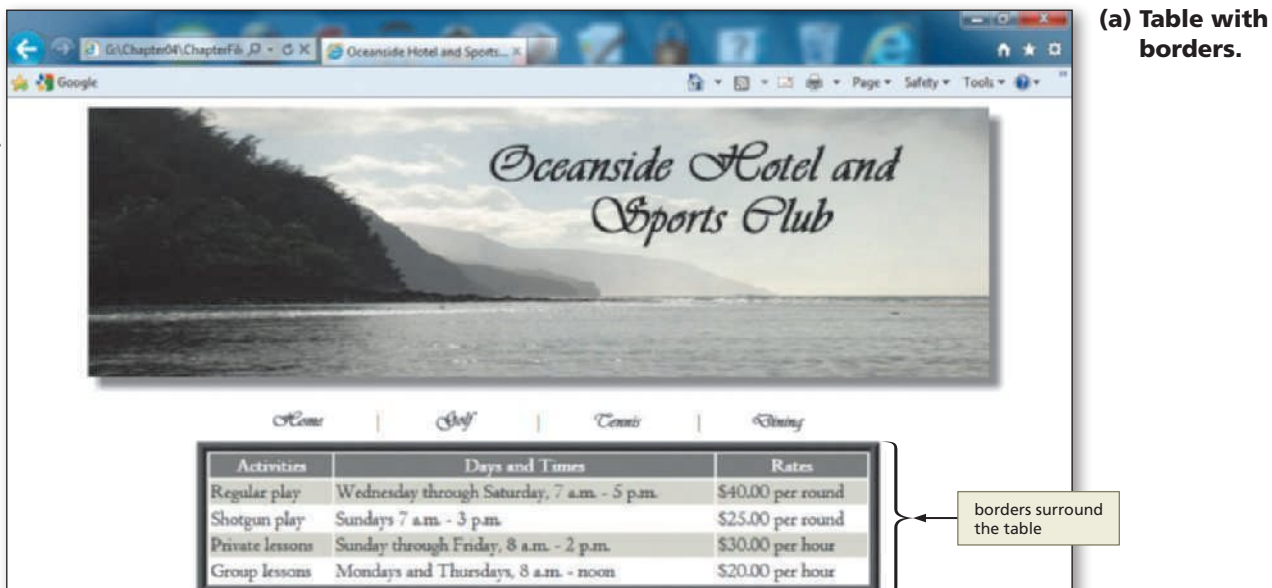 (a) Table with
borders.
G:\Chapter04\ChapterFil
Oceanside Hotel and Sports... ×
Google
Page Safety Tools
Oceanside Hotel and
Sports Club
Home | Golf | Tennis | Dining
Activities Days and Times Rates
Regular play Wednesday through Saturday, 7 a.m. - 5 p.m. $40.00 per round
Shotgun play Sundays 7 a.m. - 3 p.m. $25.00 per round
Private lessons Sunday through Friday, 8 a.m. - 2 p.m. $30.00 per hour
Group lessons Mondays and Thursdays, 8 a.m. - noon $20.00 per hour
borders surround
the table